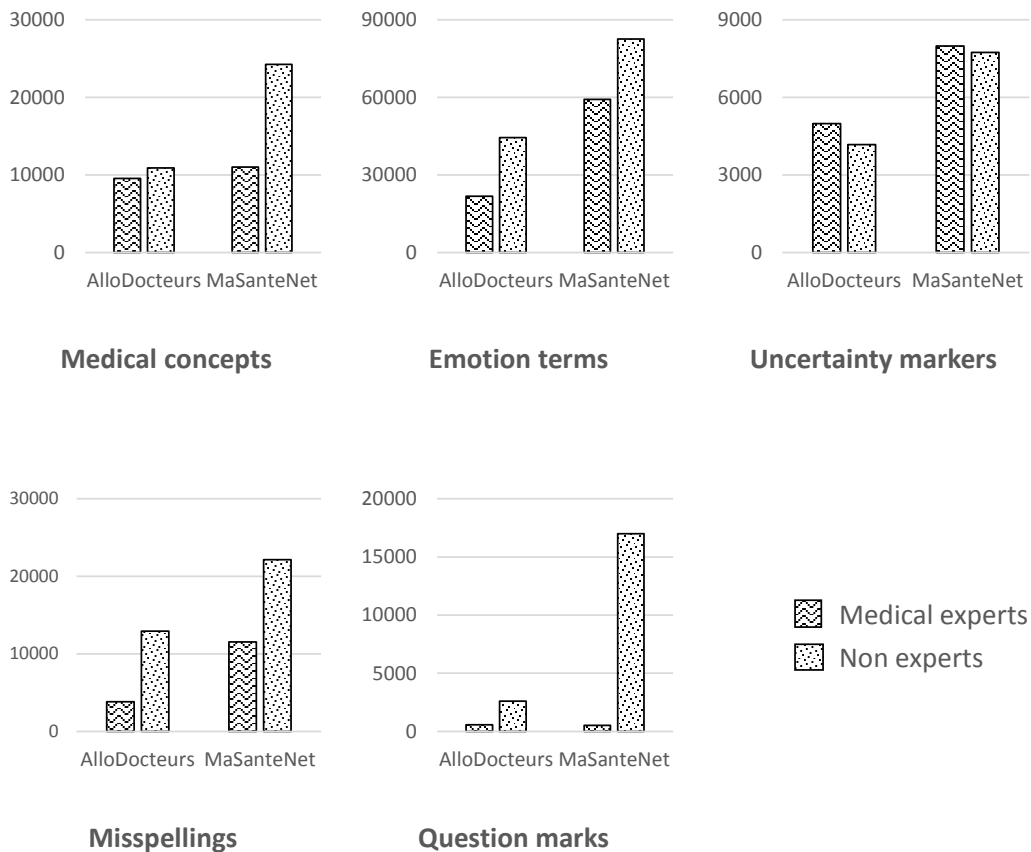 30000
20000
10000
0
AlloDocteurs MaSanteNet
Medical concepts
90000
60000
30000
0
AlloDocteurs MaSanteNet
Emotion terms
9000
6000
3000
0
AlloDocteurs MaSanteNet
Uncertainty markers
30000
20000
10000
0
AlloDocteurs MaSanteNet
Misspellings
20000
15000
10000
5000
0
AlloDocteurs MaSanteNet
Question marks
Medical experts
Non experts